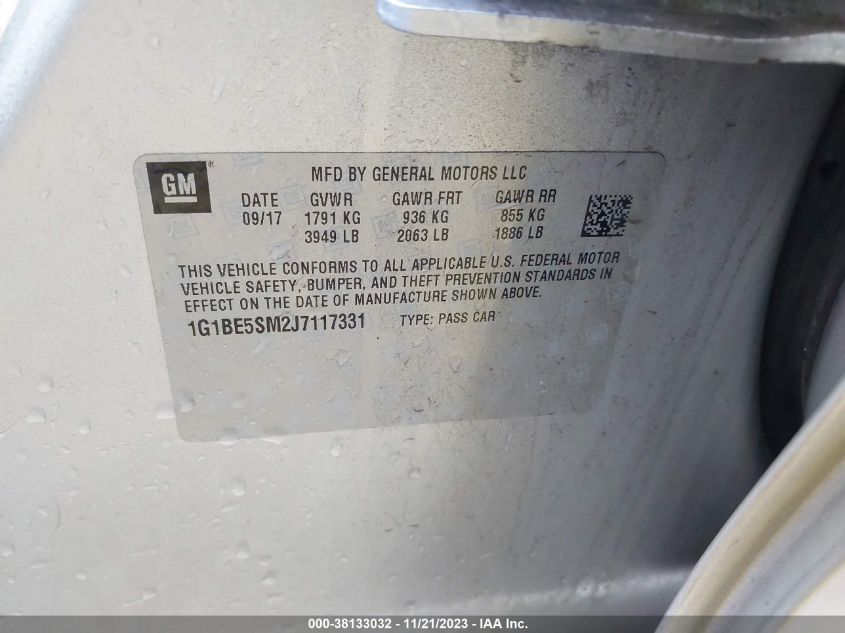 GM ® MFD BY GENERAL MOTORS LLC
DATE GVWR GAWR FRT GAWR RR
09/17 1791 KG 936 KG 855 KG
3949 LB 2063 LB 1886 LB
THIS VEHICLE CONFORMS TO ALL APPLICABLE U.S. FEDERAL MOTOR
VEHICLE SAFETY, BUMPER, AND THEFT PREVENTION STANDARDS IN
EFFECT ON THE DATE OF MANUFACTURE SHOWN ABOVE.
1G1BE5SM2J7117331 TYPE: PASS CAR
000-38133032 - 11/21/2023 - IAA Inc.